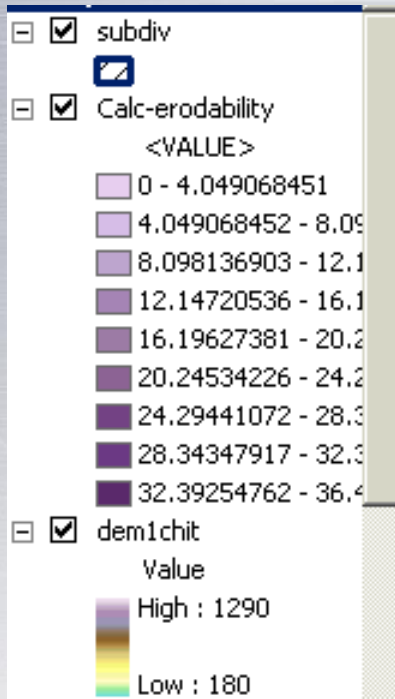 subdiv
Calc-erodability
<VALUE>
0 - 4.049068451
4.049068452 - 8.09
8.098136903 - 12.1
12.14720536 - 16.1
16.19627381 - 20.2
20.24534226 - 24.2
24.29441072 - 28.3
28.34347917 - 32.3
32.39254762 - 36.4
dem1chit
Value
High : 1290
Low : 180